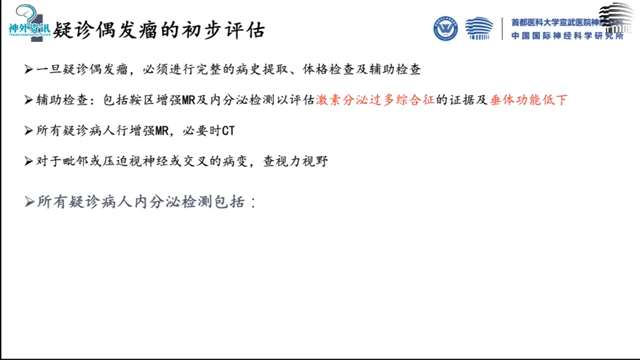 神外资讯
疑诊偶发瘤的初步评估
首都医科大学宣武医院神经
中国国际神经科学研究所
➢一旦疑诊偶发瘤，必须进行完整的病史提取、体格检查及辅助检查
➢辅助检查：包括鞍区增强MR及内分泌检测以评估激素分泌过多综合征的证据及垂体功能低下
➢所有疑诊病人行增强MR，必要时CT
➢对于毗邻或压迫视神经或交叉的病变，查视力视野
➢所有疑诊病人内分泌检测包括：